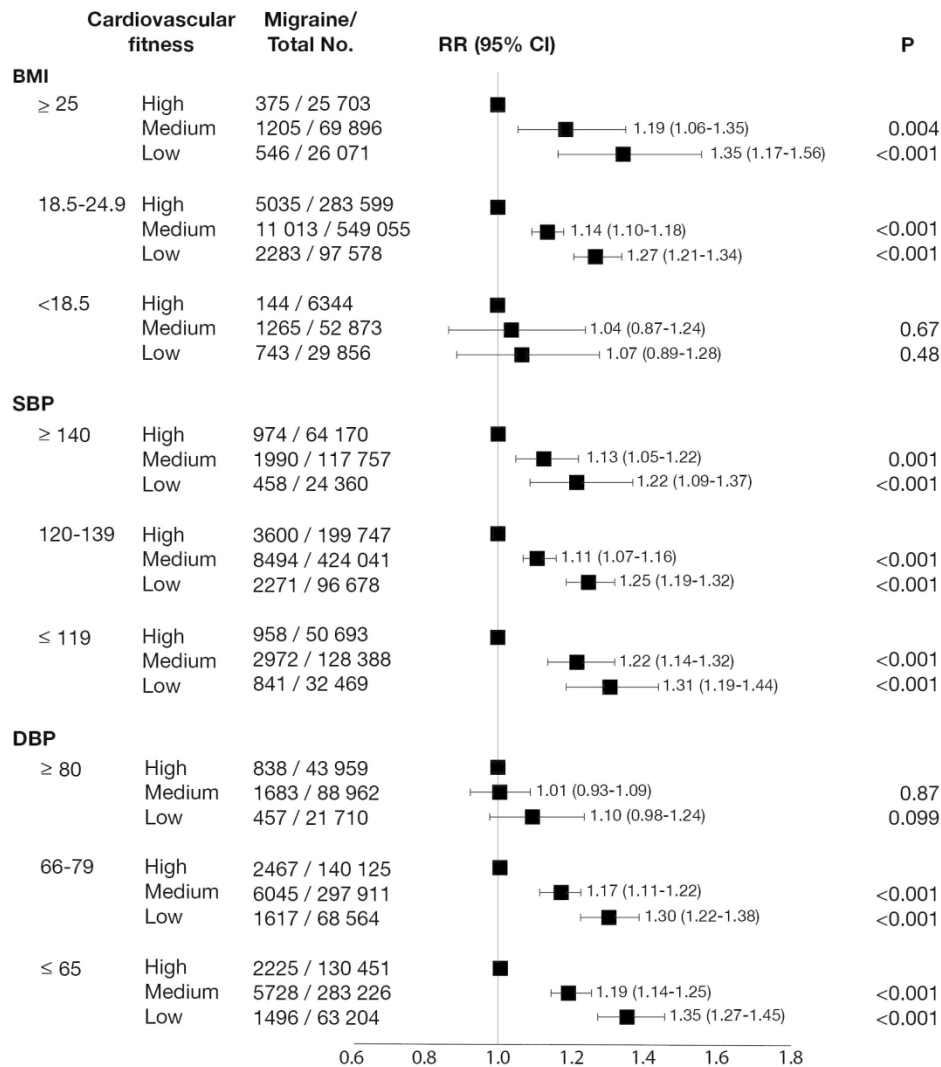 Cardiovascular fitness Migraine/ Total No. RR (95% CI) P
BMI
≥ 25 High 375 / 25 703
Medium 1205 / 69 896 1.19 (1.06-1.35) 0.004
Low 546 / 26 071 1.35 (1.17-1.56) <0.001
18.5-24.9 High 5035 / 283 599
Medium 11 013 / 549 055 1.14 (1.10-1.18) <0.001
Low 2283 / 97 578 1.27 (1.21-1.34) <0.001
<18.5 High 144 / 6344
Medium 1265 / 52 873 1.04 (0.87-1.24) 0.67
Low 743 / 29 856 1.07 (0.89-1.28) 0.48
SBP
≥ 140 High 974 / 64 170
Medium 1990 / 117 757 1.13 (1.05-1.22) 0.001
Low 458 / 24 360 1.22 (1.09-1.37) <0.001
120-139 High 3600 / 199 747
Medium 8494 / 424 041 1.11 (1.07-1.16) <0.001
Low 2271 / 96 678 1.25 (1.19-1.32) <0.001
≤ 119 High 958 / 50 693
Medium 2972 / 128 388 1.22 (1.14-1.32) <0.001
Low 841 / 32 469 1.31 (1.19-1.44) <0.001
DBP
≥ 80 High 838 / 43 959
Medium 1683 / 88 962 1.01 (0.93-1.09) 0.87
Low 457 / 21 710 1.10 (0.98-1.24) 0.099
66-79 High 2467 / 140 125
Medium 6045 / 297 911 1.17 (1.11-1.22) <0.001
Low 1617 / 68 564 1.30 (1.22-1.38) <0.001
≤ 65 High 2225 / 130 451
Medium 5728 / 283 226 1.19 (1.14-1.25) <0.001
Low 1496 / 63 204 1.35 (1.27-1.45) <0.001
0.6 0.8 1.0 1.2 1.4 1.6 1.8